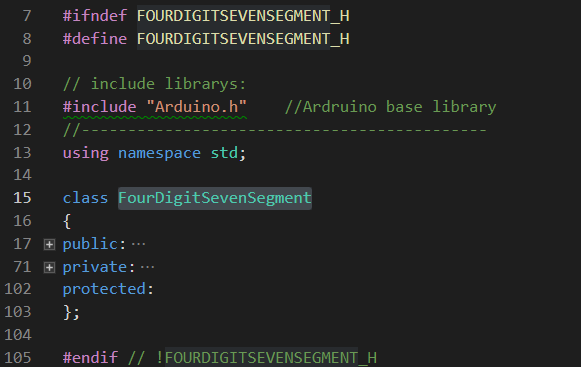 7 #ifndef FOURDIGITSEVENSEGMENT_H
8 #define FOURDIGITSEVENSEGMENT_H
9
10 // include librarys:
11 #include "Arduino.h" //Ardruino base library
12 //--------------------------------------------
13 using namespace std;
14
15 class FourDigitSevenSegment
16 {
17 public:···
71 private:···
102 protected:
103 };
104
105 #endif // !FOURDIGITSEVENSEGMENT_H